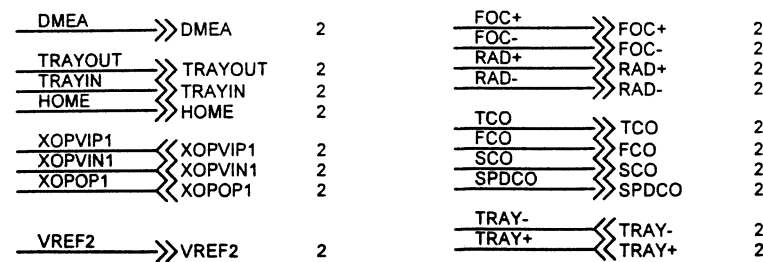 DMEA
DMEA 2
TRAYOUT
TRAYOUT 2
TRAYIN
TRAYIN 2
HOME
HOME 2
XOPVIP1
XOPVIP1 2
XOPVIN1
XOPVIN1 2
XOPOP1
XOPOP1 2
VREF2
VREF2 2
FOC+
FOC+ 2
FOC-
FOC- 2
RAD+
RAD+ 2
RAD-
RAD- 2
TCO
TCO 2
FCO
FCO 2
SCO
SCO 2
SPDCO
SPDCO 2
TRAY-
TRAY- 2
TRAY+
TRAY+ 2